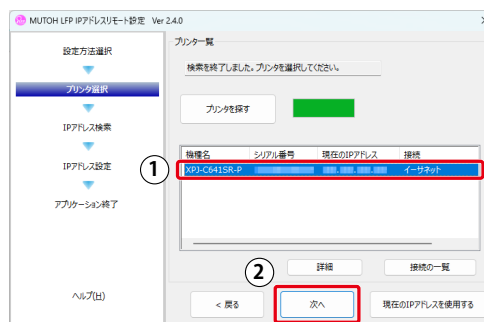 MUTOH LFP IPアドレスリモート設定 Ver 2.4.0
設定方法選択
プリンタ選択
IPアドレス検索
IPアドレス設定
アプリケーション終了
ヘルプ(H)
プリンター覧
検索を終了しました。プリンタを選択してください。
プリンタを探す
機種名 シリアル番号 現在のIPアドレス 接続
① XPJ-C641SR-P イーサネット
詳細 接続の一覧
②
< 戻る 次へ 現在のIPアドレスを使用する